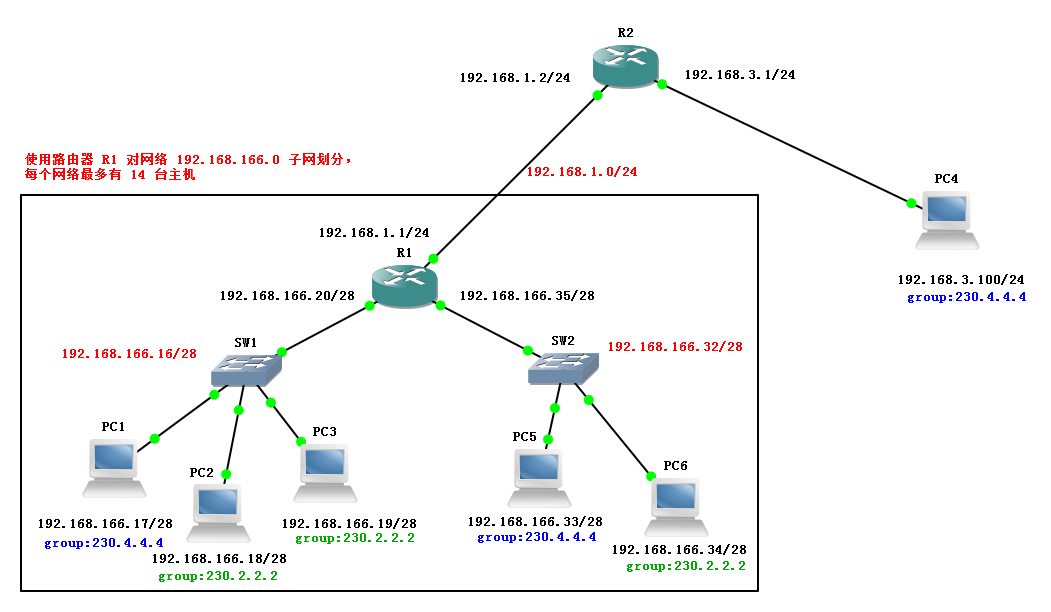 R2
192.168.1.2/24
192.168.3.1/24
使用路由器 R1 对网络 192.168.166.0 子网划分，
每个网络最多有 14 台主机
192.168.1.0/24
PC4
192.168.1.1/24
R1
192.168.3.100/24
group:230.4.4.4
192.168.166.20/28
192.168.166.35/28
SW1
SW2
192.168.166.16/28
192.168.166.32/28
PC1
PC3
PC5
PC2
PC6
192.168.166.17/28
group:230.4.4.4
192.168.166.19/28
group:230.2.2.2
192.168.166.33/28
group:230.4.4.4
192.168.166.18/28
group:230.2.2.2
192.168.166.34/28
group:230.2.2.2